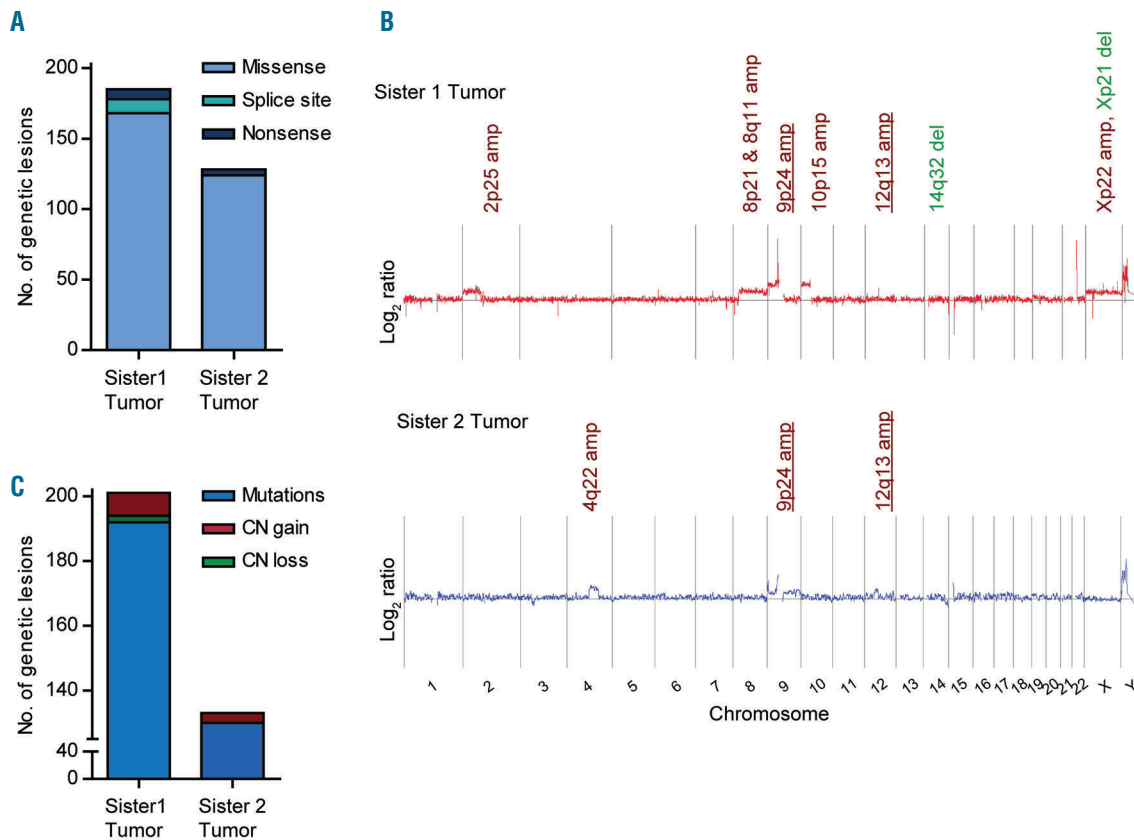 A
No. of genetic lesions
200
150
100
50
0
Missense
Splice site
Nonsense
Sister1
Tumor
Sister 2
Tumor
B
Sister 1 Tumor
2p25 amp
8p21 & 8q11 amp
9p24 amp
10p15 amp
12q13 amp
14q32 del
Xp22 amp, Xp21 del
Log2 ratio
Sister 2 Tumor
4q22 amp
9p24 amp
12q13 amp
Log2 ratio
1 2 3 4 5 6 7 8 9 10 11 12 13 14 15 16 17 18 19 20 21 22 X Y
Chromosome
C
No. of genetic lesions
200
180
160
140
40
0
Mutations
CN gain
CN loss
Sister1
Tumor
Sister 2
Tumor